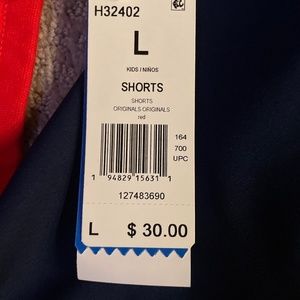 H32402
L
KIDS / NIÑOS
SHORTS
SHORTS
ORIGINALS ORIGINALS
red
164
700
UPC
1 94829 15631 1
127483690
L $ 30.00